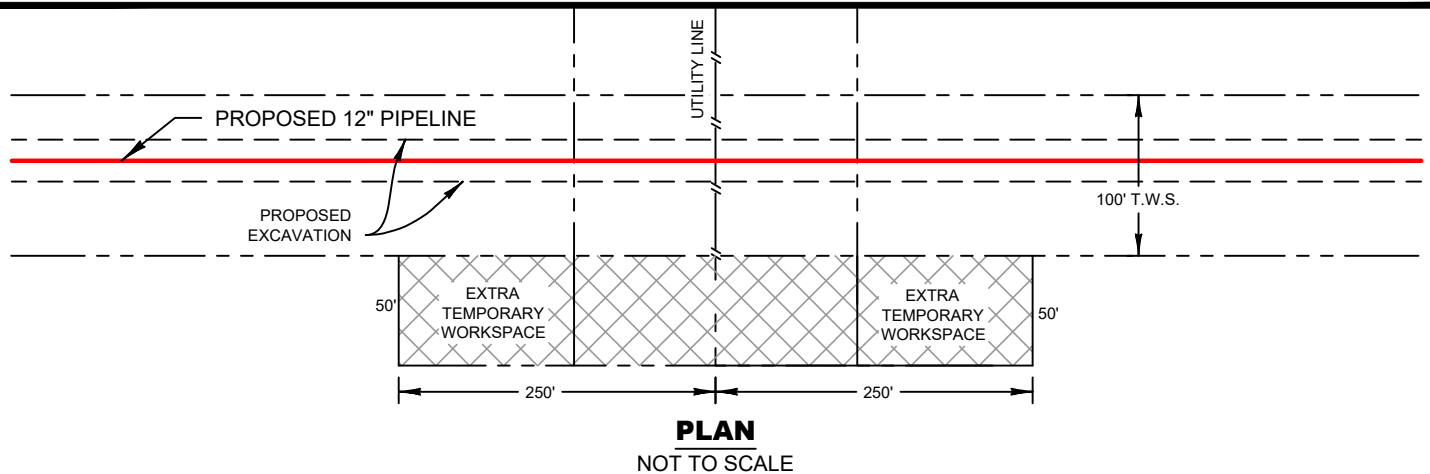 UTILITY LINE
PROPOSED 12" PIPELINE
100' T.W.S.
PROPOSED
EXCAVATION
50'
EXTRA
TEMPORARY
WORKSPACE
EXTRA
TEMPORARY
WORKSPACE
50'
250'
250'
PLAN
NOT TO SCALE